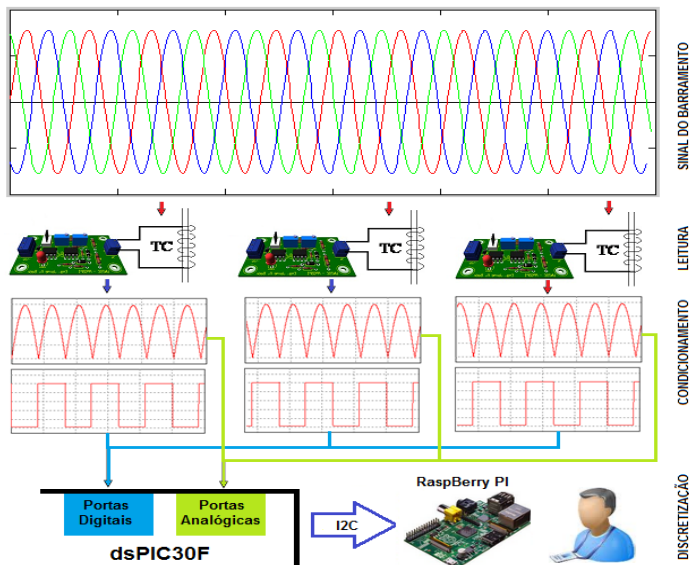 SINAL DO BARRAMENTO
TC
TC
TC
LEITURA
CONDICIONAMENTO
Portas
Digitais
Portas
Analógicas
dsPIC30F
I2C
RaspBerry PI
DISCRETIZAÇÃO